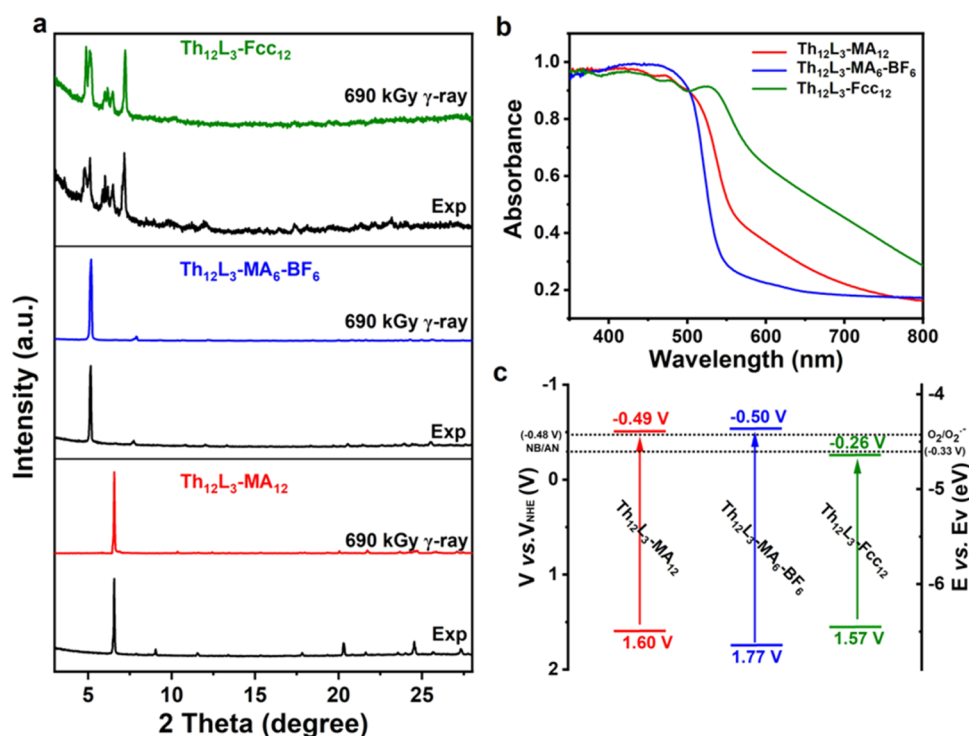 a
Th₁₂L₃-Fcc₁₂
690 kGy γ-ray
Exp
Th₁₂L₃-MA₆-BF₆
690 kGy γ-ray
Exp
Th₁₂L₃-MA₁₂
690 kGy γ-ray
Exp
Intensity (a.u.)
5 10 15 20 25
2 Theta (degree)
b
Th₁₂L₃-MA₁₂
Th₁₂L₃-MA₆-BF₆
Th₁₂L₃-Fcc₁₂
1.0
0.8
0.6
0.4
0.2
Absorbance
400 500 600 700 800
Wavelength (nm)
c
-1
0
1
2
V vs. V_NHE (V)
(-0.48 V)
NB/AN
-0.49 V
-0.50 V
-0.26 V
O₂/O₂·⁻
(-0.33 V)
Th₁₂L₃-MA₁₂
Th₁₂L₃-MA₆-BF₆
Th₁₂L₃-Fcc₁₂
1.60 V
1.77 V
1.57 V
-4
-5
-6
E vs. Ev (eV)